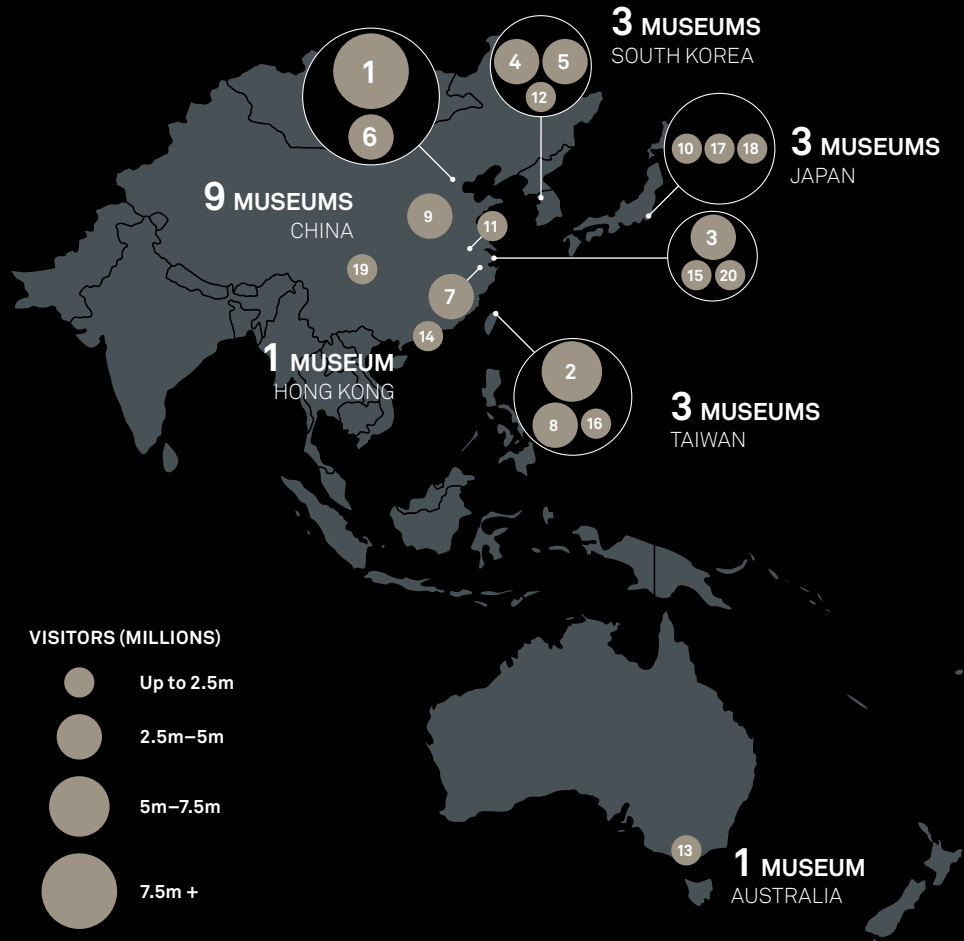 3 MUSEUMS
SOUTH KOREA
4 5
12
1
6
3 MUSEUMS
JAPAN
10 17 18
9 MUSEUMS
CHINA
9
11
3
15 20
19
7
14
1 MUSEUM
HONG KONG
2
8 16
3 MUSEUMS
TAIWAN
VISITORS (MILLIONS)
Up to 2.5m
2.5m–5m
5m–7.5m
7.5m +
13
1 MUSEUM
AUSTRALIA